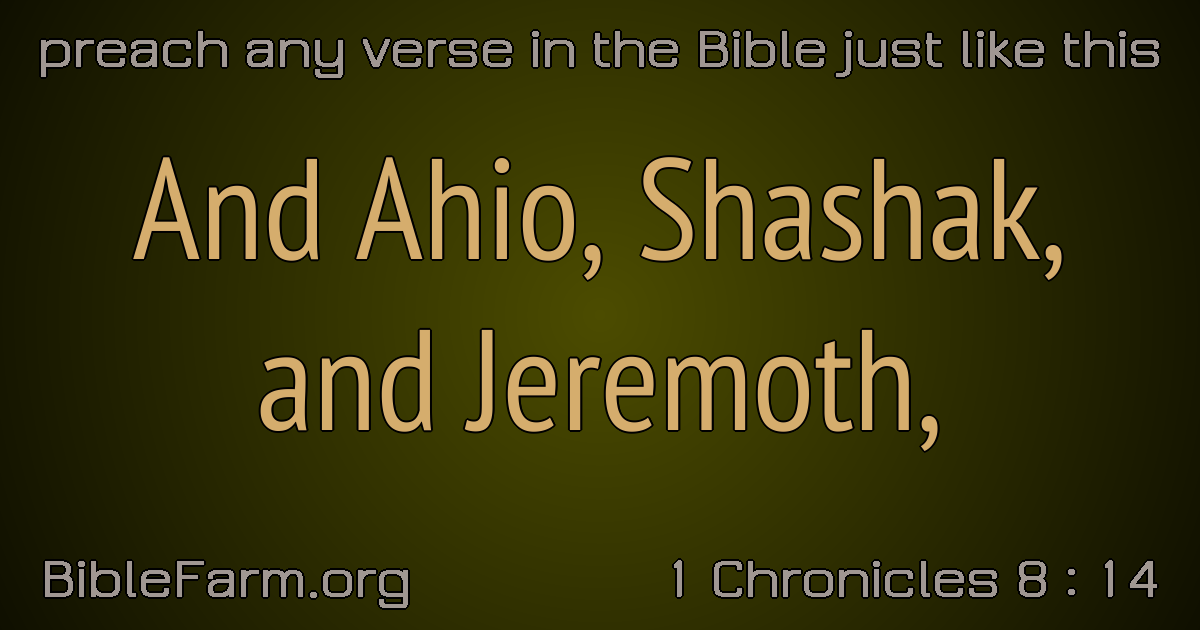 preach any verse in the Bible just like this
And Ahio, Shashak,
and Jeremoth,
BibleFarm.org
1 Chronicles 8 : 14